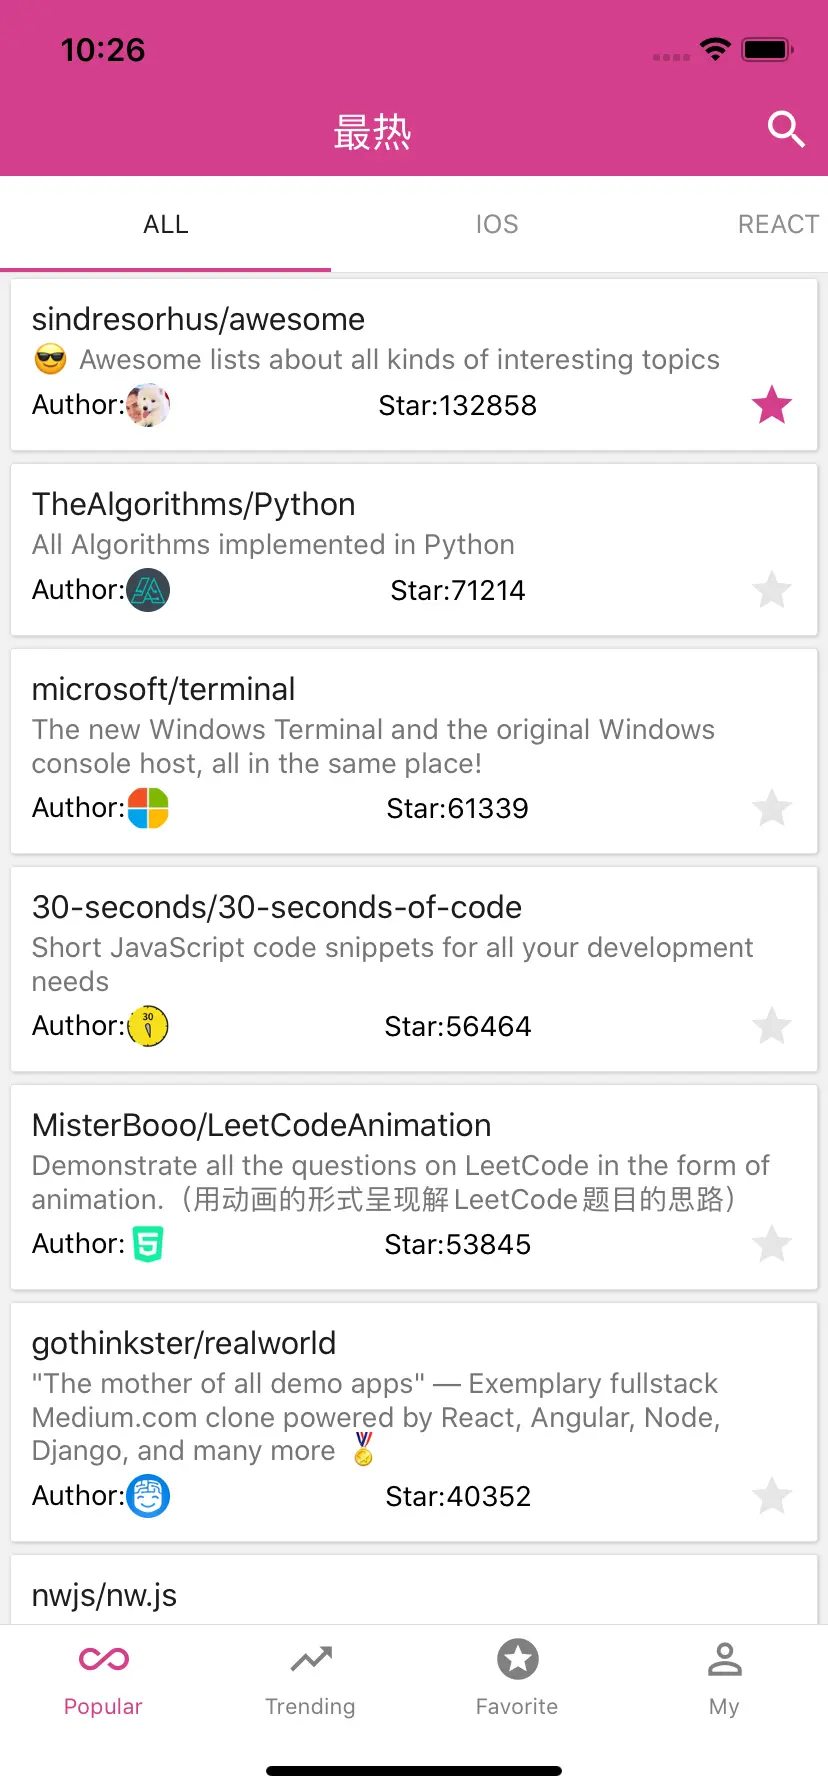 10:26
最热
ALL
IOS
REACT
sindresorhus/awesome
😎 Awesome lists about all kinds of interesting topics
Author:
Star:132858
TheAlgorithms/Python
All Algorithms implemented in Python
Author:
Star:71214
microsoft/terminal
The new Windows Terminal and the original Windows
console host, all in the same place!
Author:
Star:61339
30-seconds/30-seconds-of-code
Short JavaScript code snippets for all your development
needs
Author:
30
Star:56464
MisterBooo/LeetCodeAnimation
Demonstrate all the questions on LeetCode in the form of
animation.（用动画的形式呈现解LeetCode题目的思路）
Author:
Star:53845
gothinkster/realworld
"The mother of all demo apps" — Exemplary fullstack
Medium.com clone powered by React, Angular, Node,
Django, and many more 🏅
Author:
Star:40352
nwjs/nw.js
Popular
Trending
Favorite
My